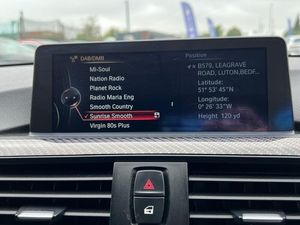 DAB/DMB
Mi-Soul
Nation Radio
Planet Rock
Radio Maria Eng
Smooth Country
Sunrise Smooth
Virgin 80s Plus
Position
B579, LEAGRAVE
ROAD, LUTON,BEDF...
Latitude:
51° 53' 45"N
Longitude:
0° 26' 33"W
Height 120 yd